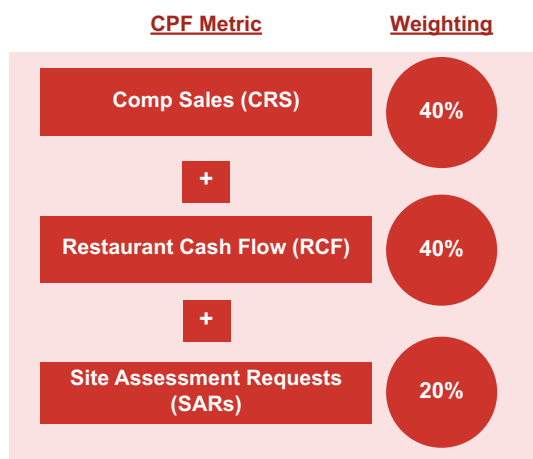 CPF Metric Weighting
Comp Sales (CRS) 40%
+
Restaurant Cash Flow (RCF) 40%
+
Site Assessment Requests
(SARs) 20%